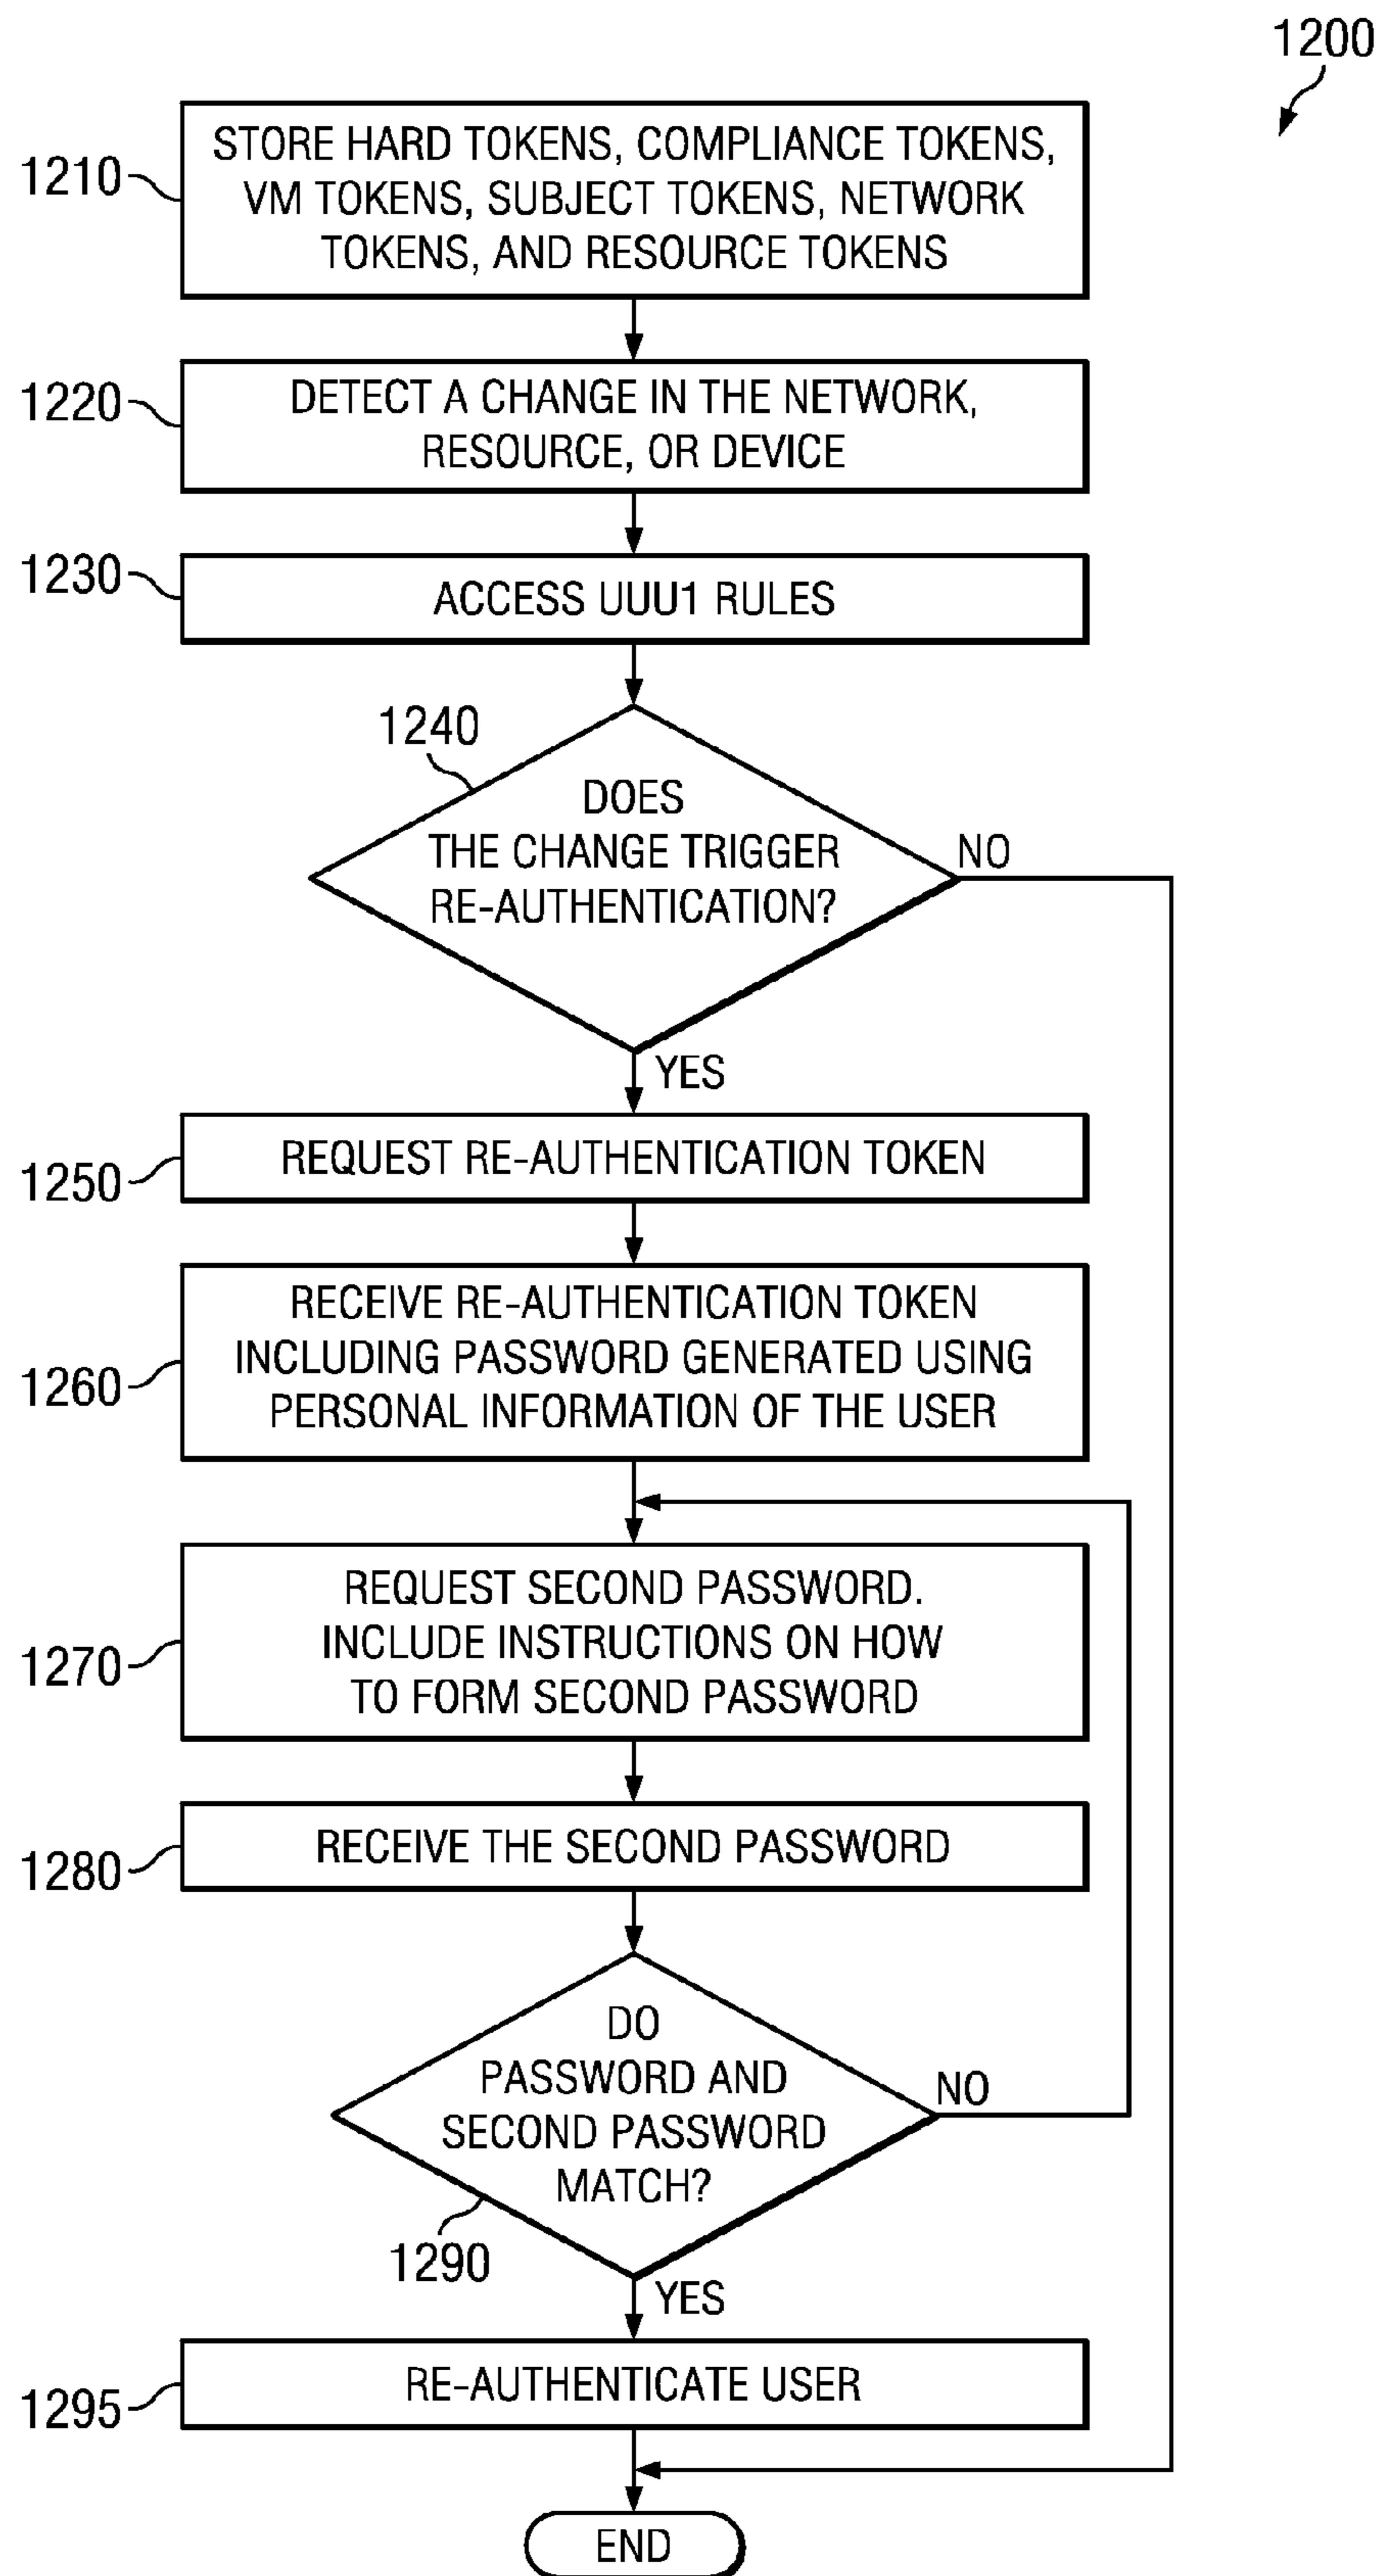 1200
1210
STORE HARD TOKENS, COMPLIANCE TOKENS,
VM TOKENS, SUBJECT TOKENS, NETWORK
TOKENS, AND RESOURCE TOKENS
1220
DETECT A CHANGE IN THE NETWORK,
RESOURCE, OR DEVICE
1230
ACCESS UUU1 RULES
1240
DOES
THE CHANGE TRIGGER
RE-AUTHENTICATION?
NO
YES
1250
REQUEST RE-AUTHENTICATION TOKEN
1260
RECEIVE RE-AUTHENTICATION TOKEN
INCLUDING PASSWORD GENERATED USING
PERSONAL INFORMATION OF THE USER
1270
REQUEST SECOND PASSWORD.
INCLUDE INSTRUCTIONS ON HOW
TO FORM SECOND PASSWORD
1280
RECEIVE THE SECOND PASSWORD
DO
PASSWORD AND
SECOND PASSWORD
MATCH?
NO
1290
YES
1295
RE-AUTHENTICATE USER
END